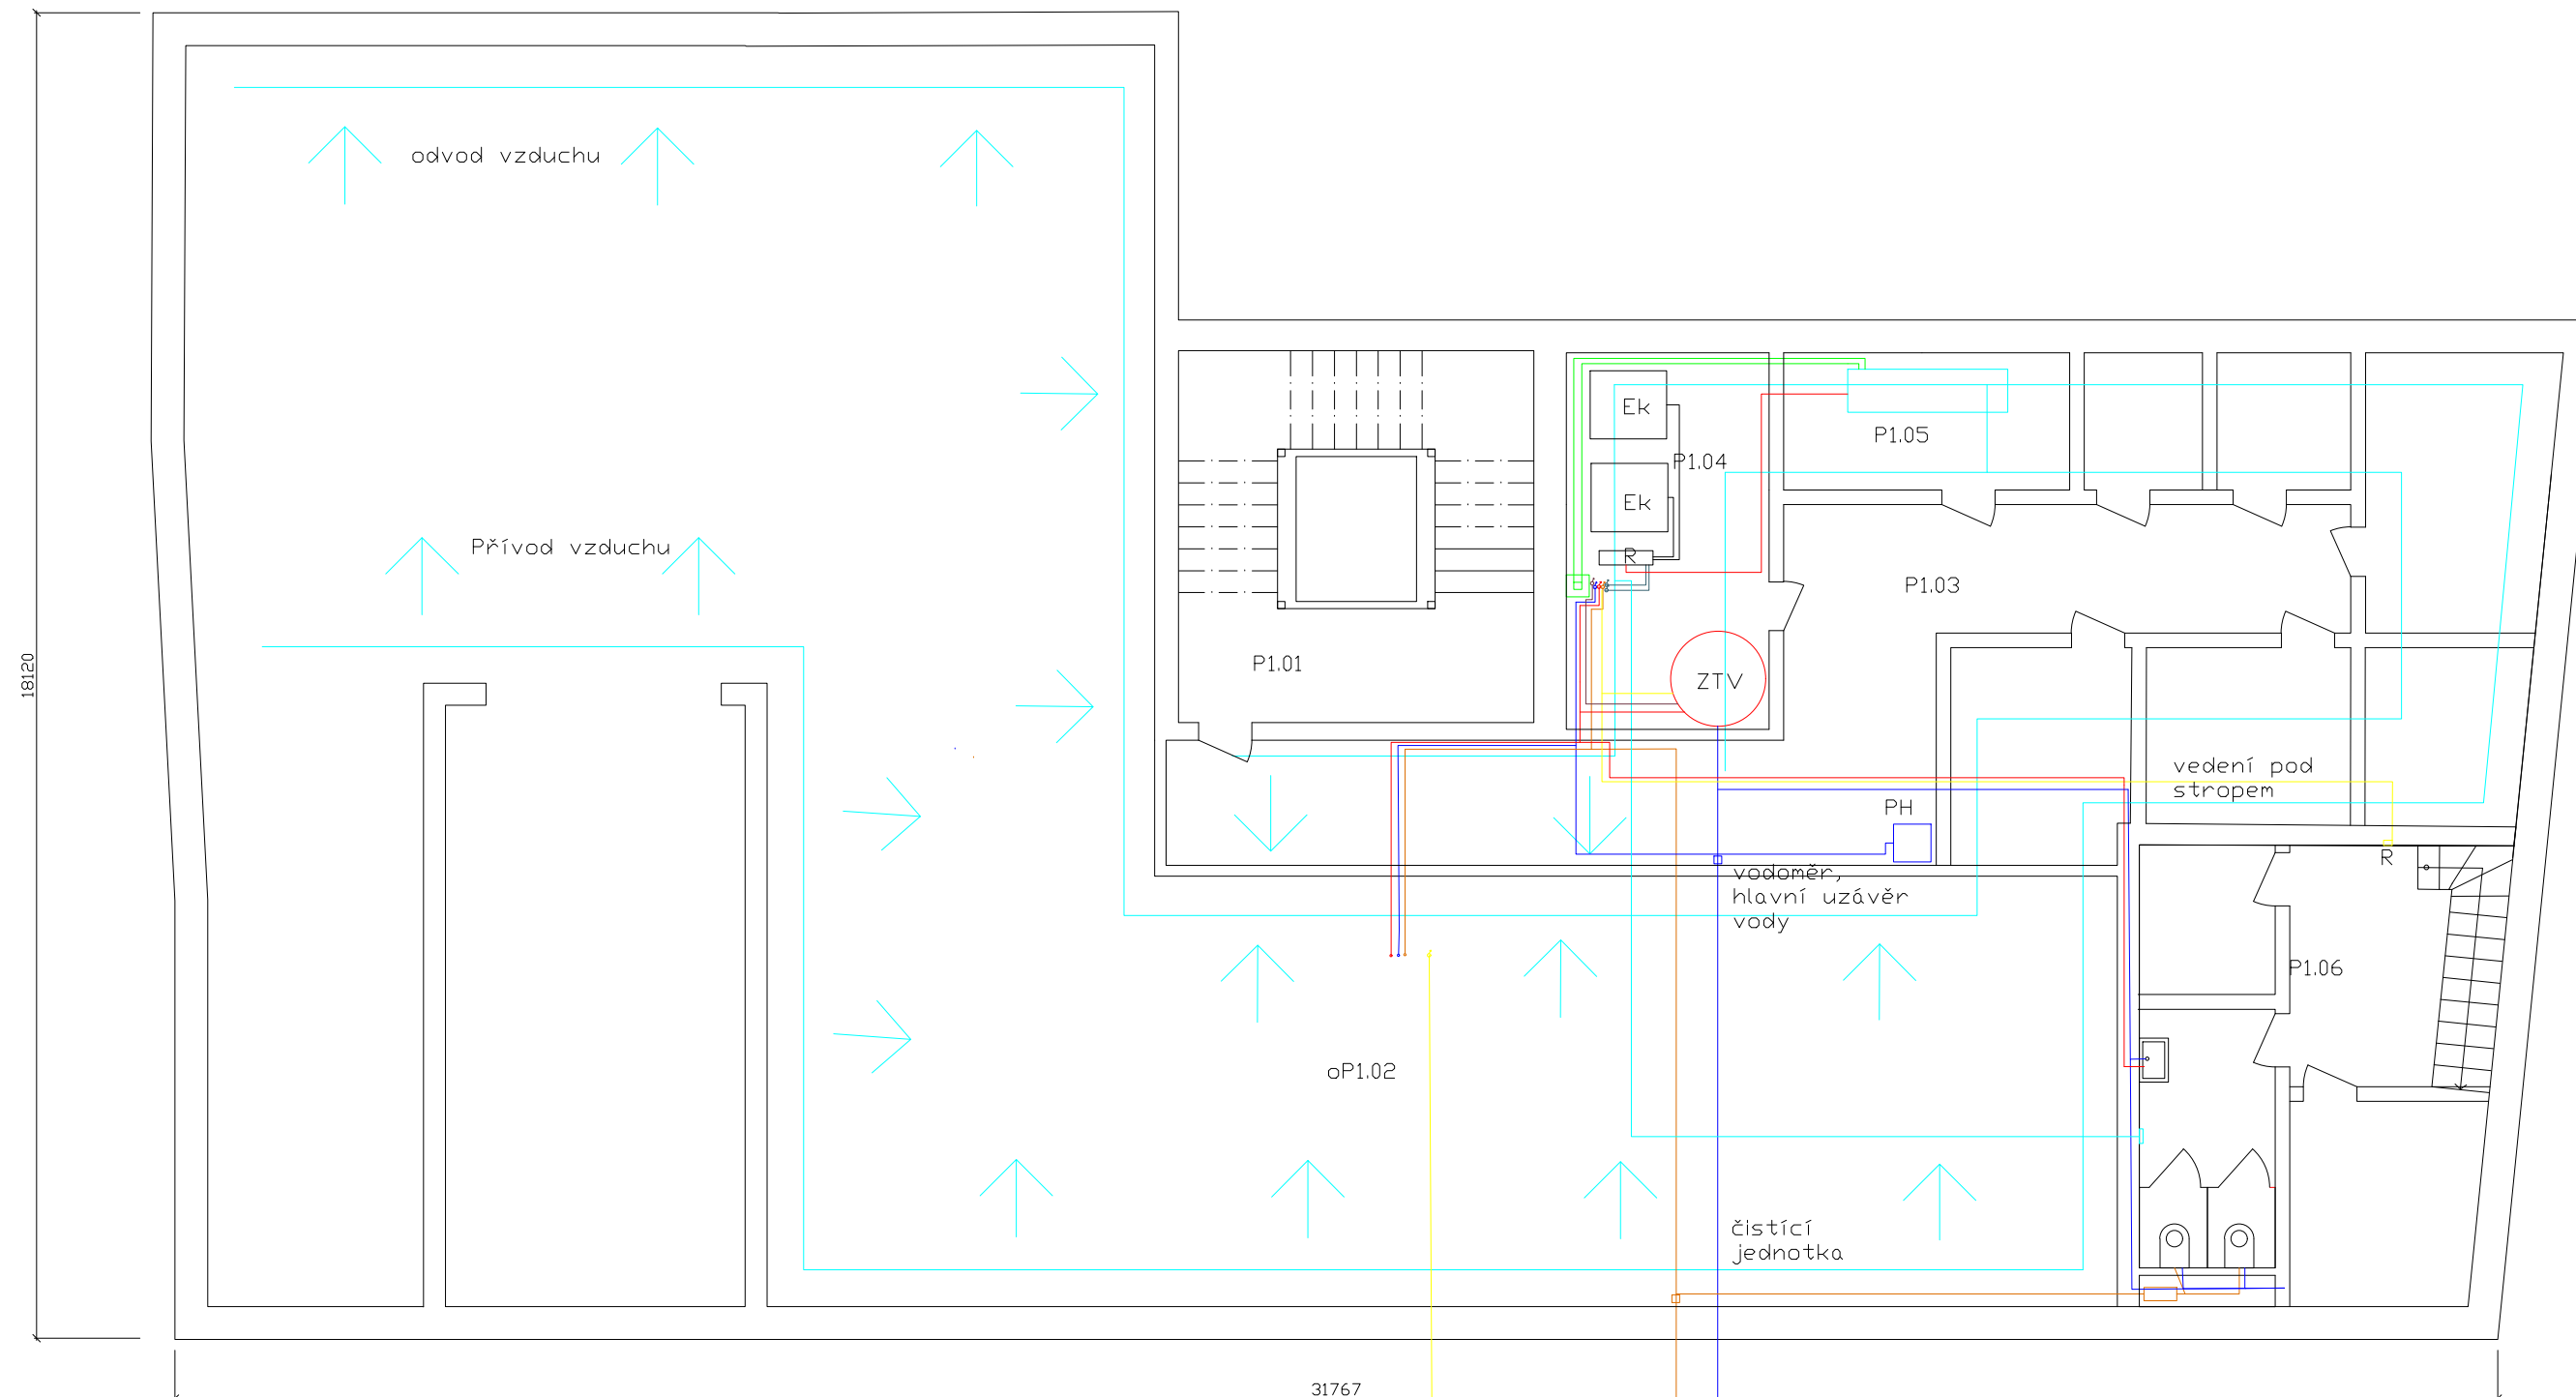 odvod vzduchu
Ek
P1.05
P1.04
Ek
Přívod vzduchu
R
P1.03
18120
P1.01
ZTV
vedení pod
stropem
PH
R
vodoměr,
hlavní uzávěr
vody
P1.06
oP1.02
čistící
jednotka
31767